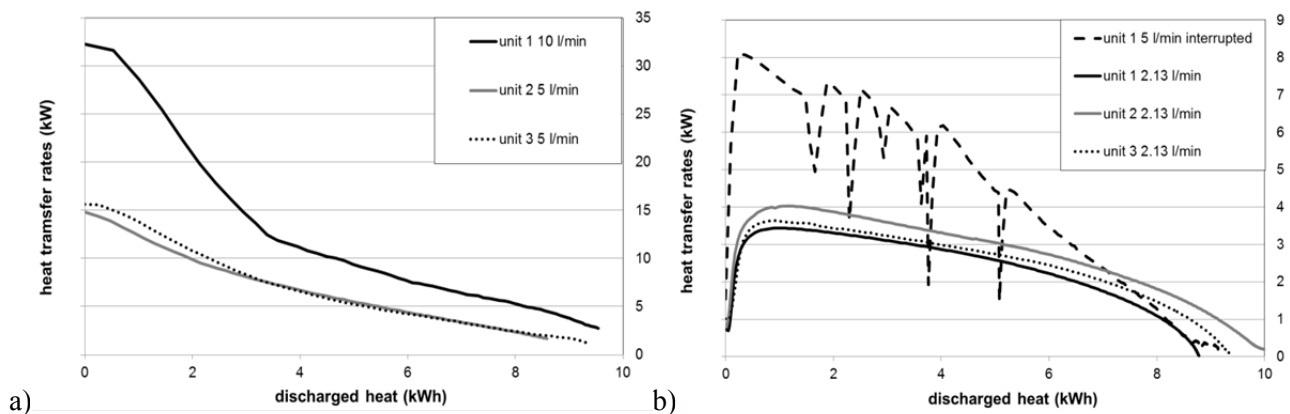 35
30
25
20
15
10
5
0
heat tramsfer rates (kW)
unit 1 10 l/min
unit 2 5 l/min
unit 3 5 l/min
0 2 4 6 8 10
discharged heat (kWh)
a)
9
8
7
6
5
4
3
2
1
0
heat transfer rates (kW)
unit 1 5 l/min interrupted
unit 1 2.13 l/min
unit 2 2.13 l/min
unit 3 2.13 l/min
0 2 4 6 8 10
discharged heat (kWh)
b)